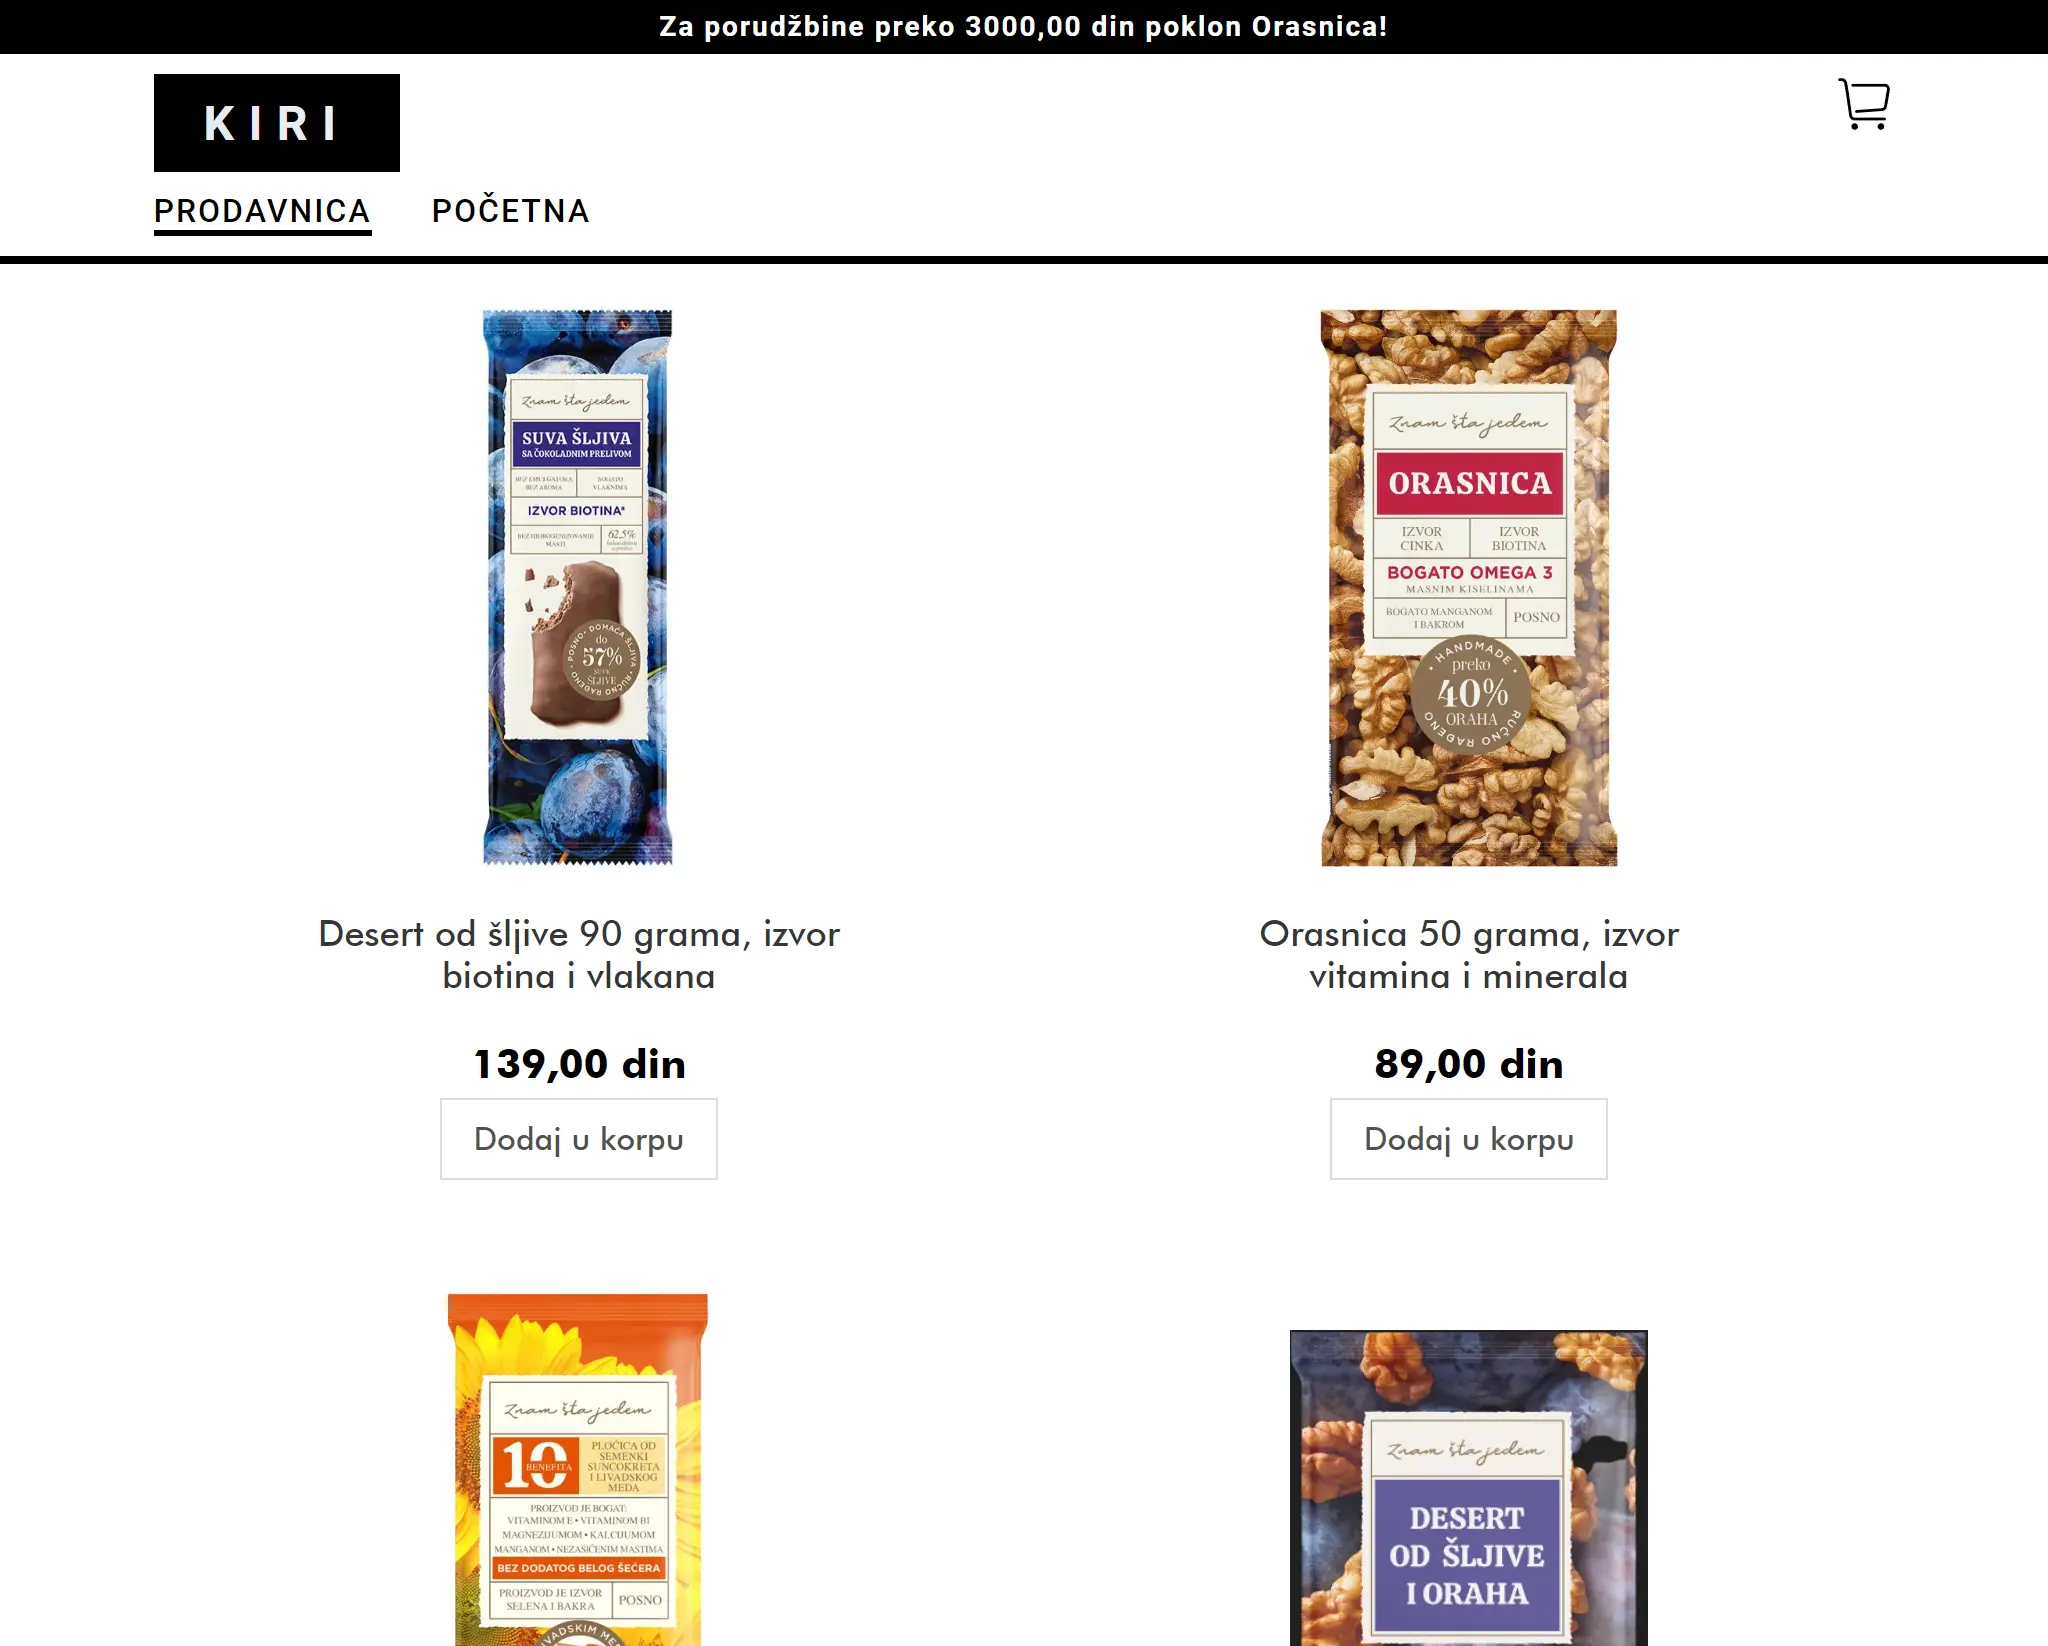 Za porudžbine preko 3000,00 din poklon Orasnica!
KIRI
PRODAVNICA POČETNA
Znam šta jedem
SUVA ŠLJIVA
SA ČOKOLADNIM PRELIVOM
BEZ EMULGATORA
BEZ AROMA
BOGATO
VLAKNIMA
IZVOR BIOTINA*
BEZ HIDROGENIZOVANIH
MASTI
62,5%
POSNO • DOMAĆA ŠLJIVA • RUČNO RAĐENO
do
57%
SUVE
ŠLJIVE
Znam šta jedem
ORASNICA
IZVOR
CINKA
IZVOR
BIOTINA
BOGATO OMEGA 3
MASNIM KISELINAMA
BOGATO MANGANOM
I BAKROM
POSNO
• HANDMADE •
preko
40%
ORAHA
RUČNO RAĐENO
Desert od šljive 90 grama, izvor
biotina i vlakana
Orasnica 50 grama, izvor
vitamina i minerala
139,00 din
89,00 din
Dodaj u korpu
Dodaj u korpu
Znam šta jedem
10
BENEFITA
PLOČICA OD
SEMENKI
SUNCOKRETA
I LIVADSKOG
MEDA
PROIZVOD JE BOGAT:
VITAMINOM E • VITAMINOM B1
MAGNEZIJUMOM • KALCIJUMOM
MANGANOM • NEZASIĆENIM MASTIMA
BEZ DODATOG BELOG ŠEĆERA
PROIZVOD JE IZVOR
SELENA I BAKRA
POSNO
Znam šta jedem
DESERT
OD ŠLJIVE
I ORAHA